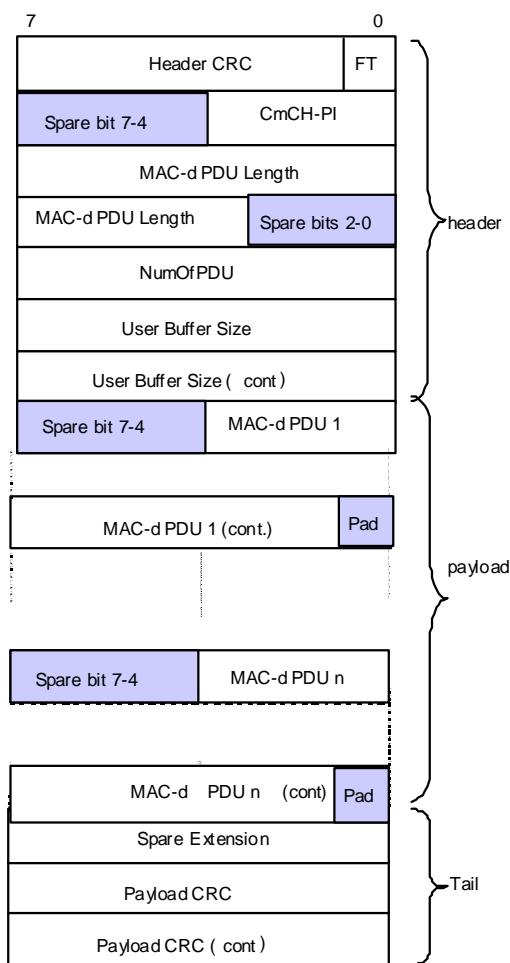 7 0
Header CRC FT
Spare bit 7-4 CmCH-PI
MAC-d PDU Length
MAC-d PDU Length Spare bits 2-0
header
NumOfPDU
User Buffer Size
User Buffer Size ( cont)
Spare bit 7-4 MAC-d PDU 1
MAC-d PDU 1 (cont.) Pad
payload
Spare bit 7-4 MAC-d PDU n
MAC-d PDU n (cont) Pad
Spare Extension
Payload CRC
Tail
Payload CRC ( cont )